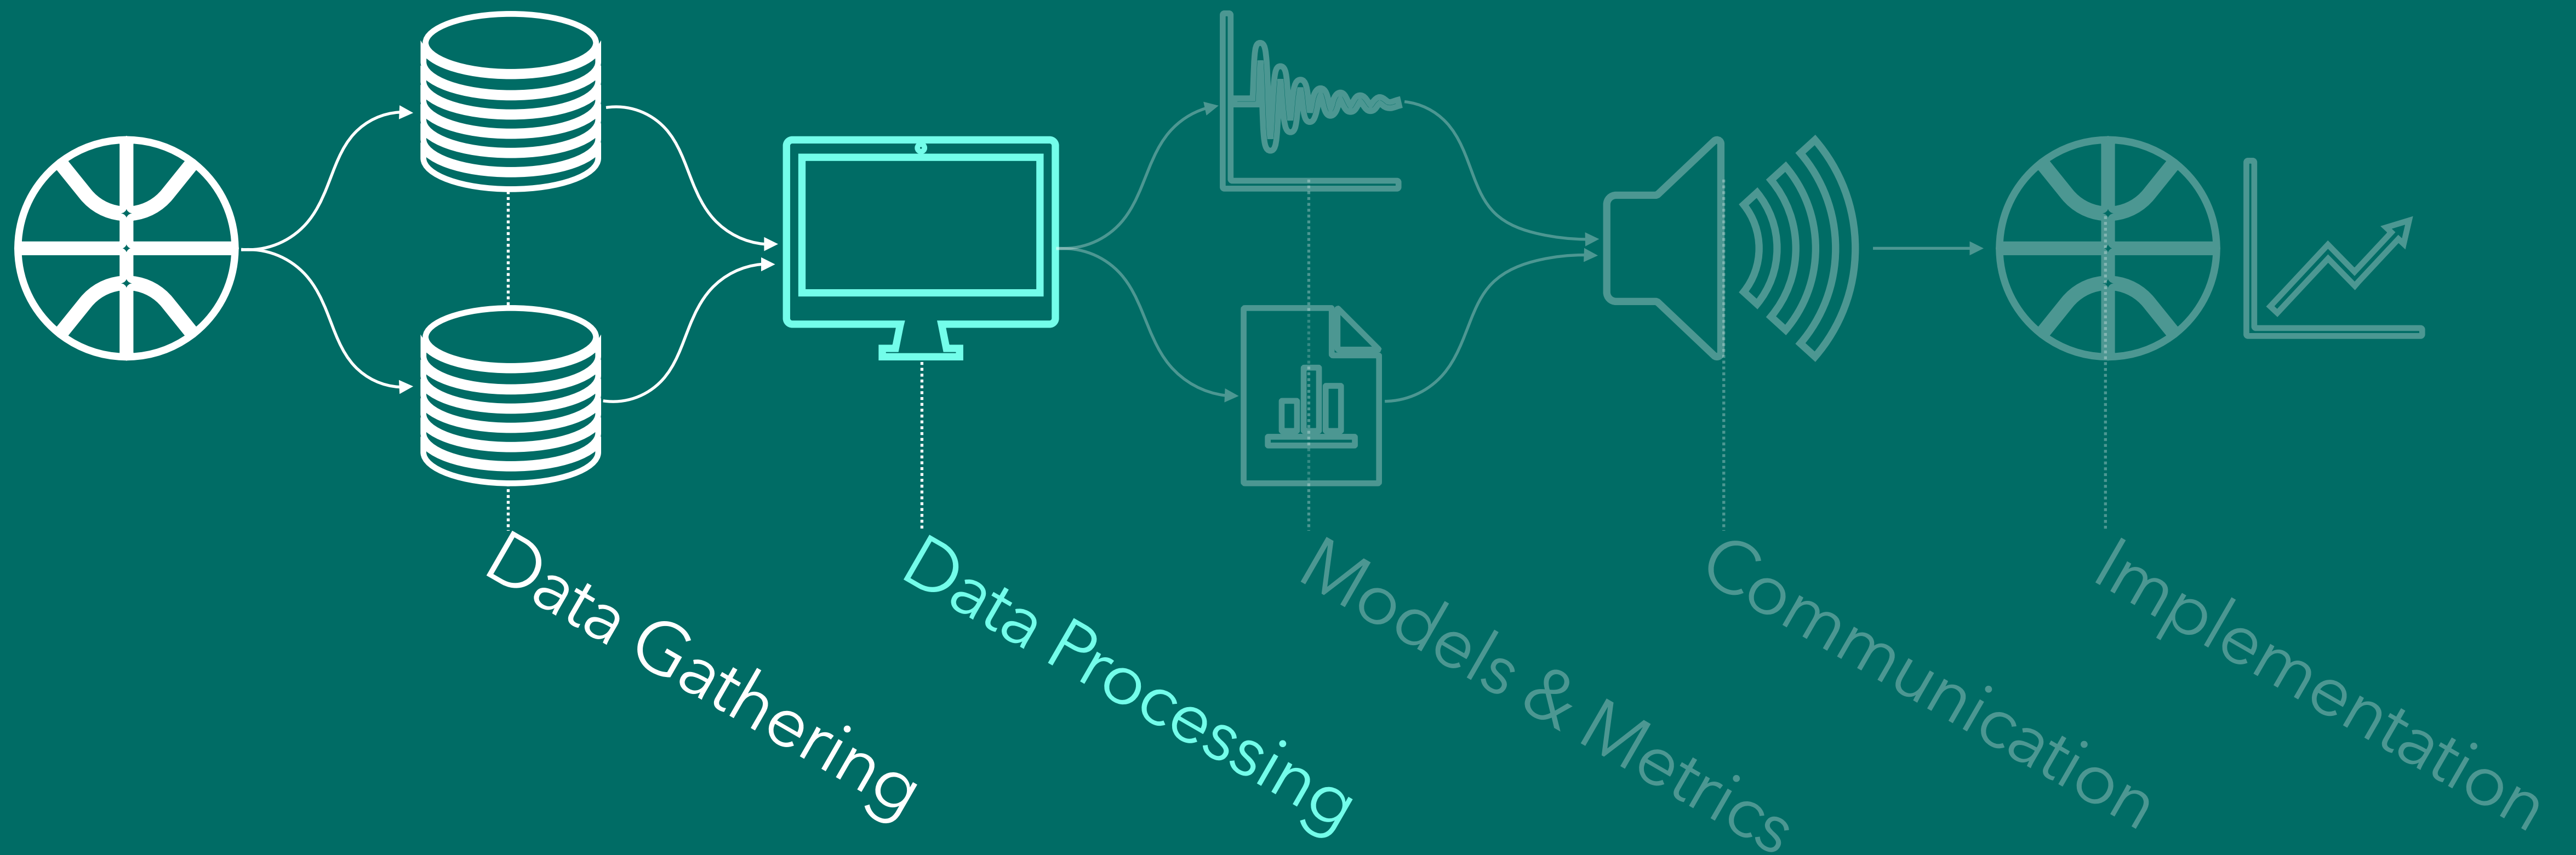 Data Gathering
Data Processing
Models & Metrics
Communication
Implementation